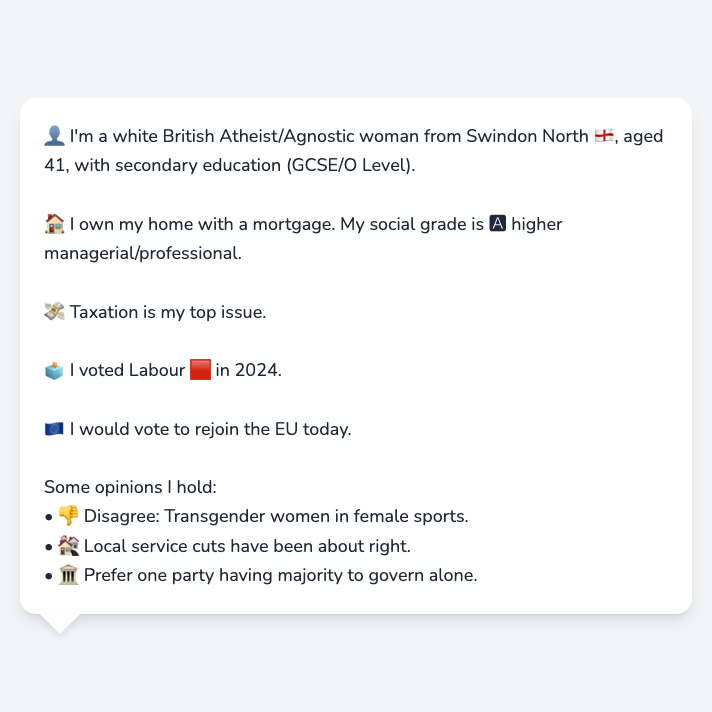 👤 I'm a white British Atheist/Agnostic woman from Swindon North 🏴󠁧󠁢󠁥󠁮󠁧󠁿, aged
41, with secondary education (GCSE/O Level).
🏠 I own my home with a mortgage. My social grade is 🅰 higher
managerial/professional.
💸 Taxation is my top issue.
🗳️ I voted Labour 🟥 in 2024.
🇪🇺 I would vote to rejoin the EU today.
Some opinions I hold:
• 👎 Disagree: Transgender women in female sports.
• 🏘️ Local service cuts have been about right.
• 🏛️ Prefer one party having majority to govern alone.